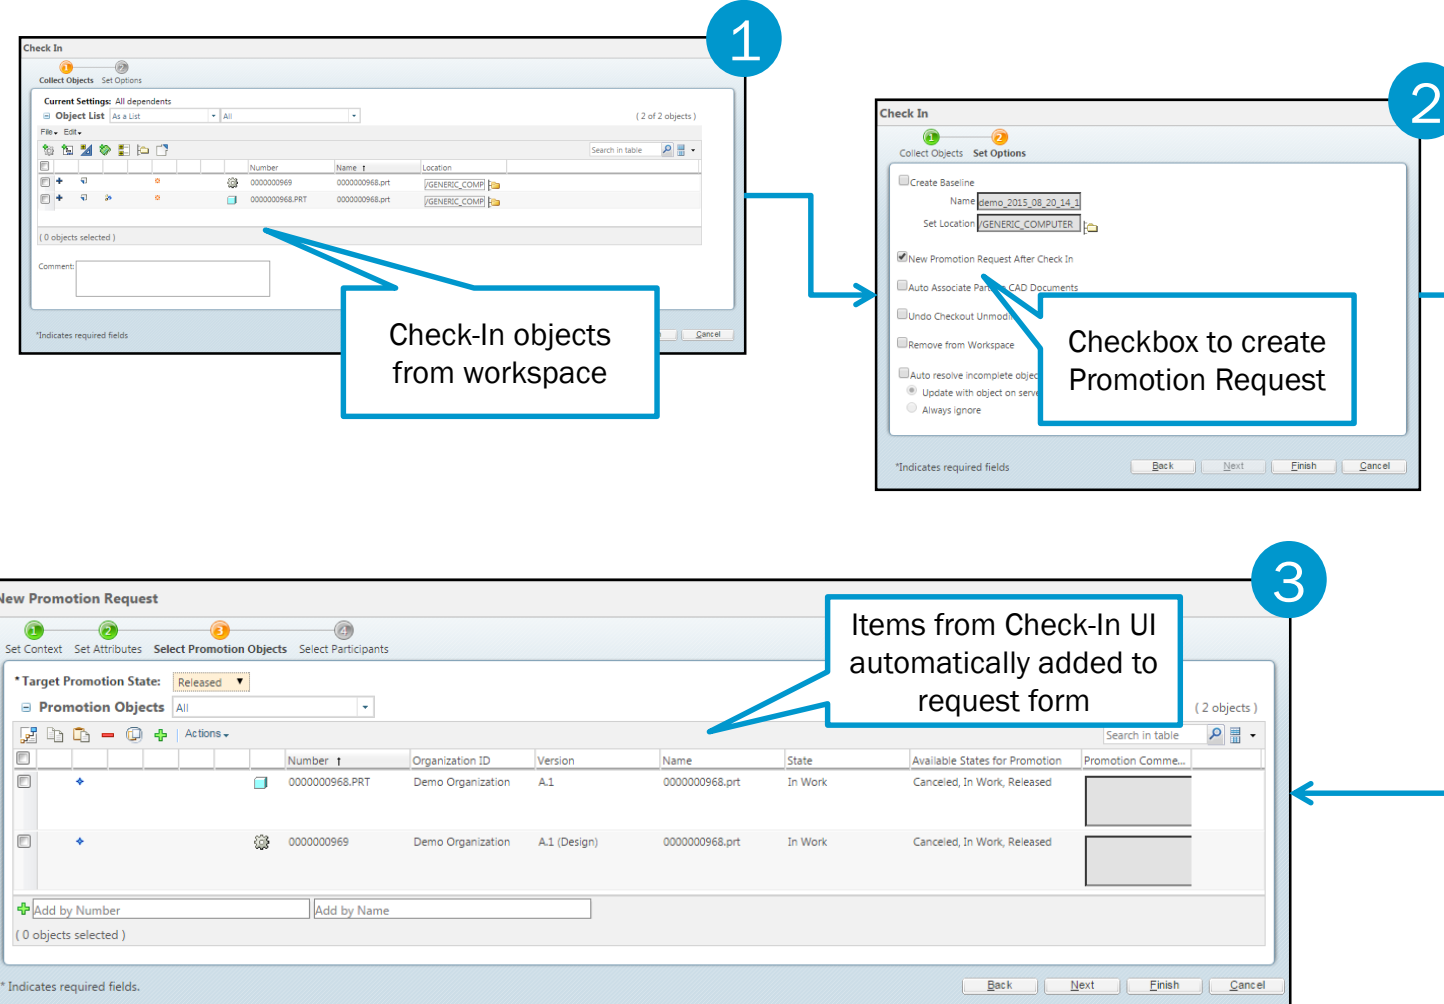 1
Check In
1 2
Collect Objects Set Options
Current Settings: All dependents
Object List As a List All ( 2 of 2 objects )
File Edit
Search in table
Number Name Location
0000000969 0000000968.prt /GENERIC_COMP
0000000968.PRT 0000000968.prt /GENERIC_COMP
( 0 objects selected )
Comment:
*Indicates required fields
Cancel
Check-In objects
from workspace
2
Check In
1 2
Collect Objects Set Options
Create Baseline
Name demo_2015_08_20_14_1
Set Location /GENERIC_COMPUTER
New Promotion Request After Check In
Auto Associate CAD Documents
Undo Checkout
Remove from Workspace
Auto resolve incomplete
Update with object on
Always ignore
*Indicates required fields
Back Next Finish Cancel
Checkbox to create
Promotion Request
3
New Promotion Request
1 2 3 4
Set Context Set Attributes Select Promotion Objects Select Participants
*Target Promotion State: Released
Promotion Objects All ( 2 objects )
Actions
Search in table
Number Organization ID Version Name State Available States for Promotion Promotion Comme...
0000000968.PRT Demo Organization A.1 0000000968.prt In Work Canceled, In Work, Released
0000000969 Demo Organization A.1 (Design) 0000000968.prt In Work Canceled, In Work, Released
Add by Number Add by Name
( 0 objects selected )
* Indicates required fields.
Back Next Finish Cancel
Items from Check-In UI
automatically added to
request form